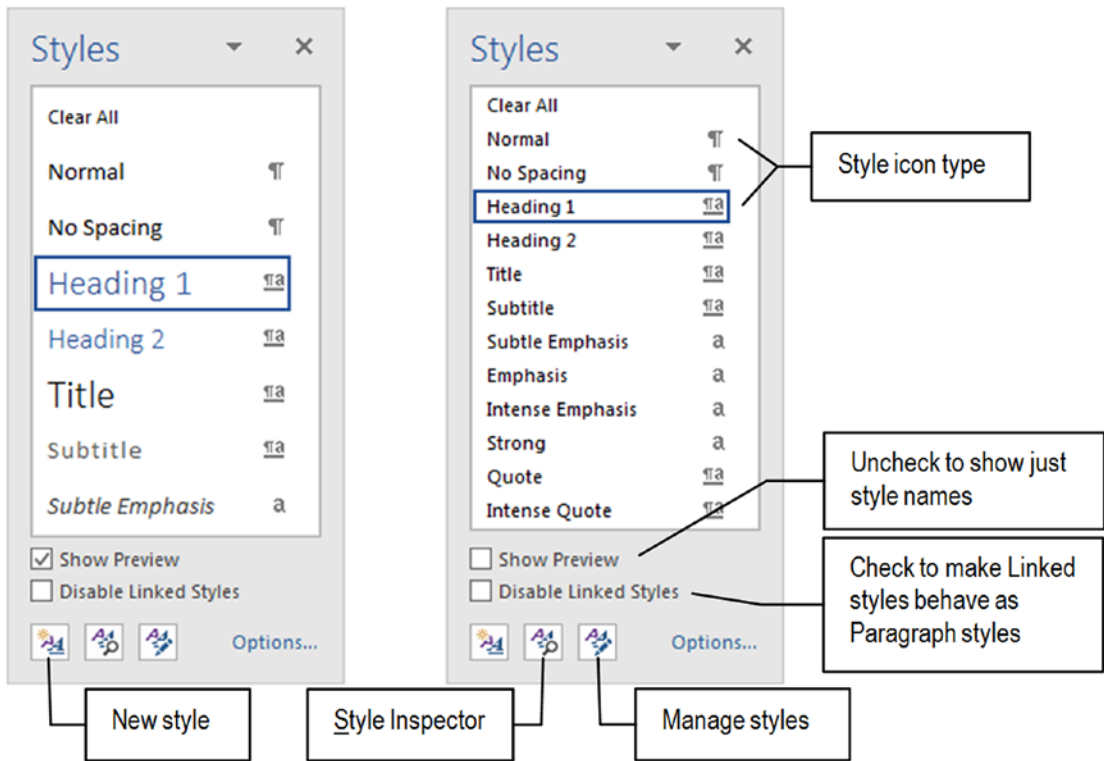 Styles
Clear All
Normal ¶
No Spacing ¶
Heading 1 ¶a
Heading 2 ¶a
Title ¶a
Subtitle ¶a
Subtle Emphasis a
Show Preview
Disable Linked Styles
Options...
New style
Styles
Clear All
Normal ¶
No Spacing ¶
Heading 1 ¶a
Heading 2 ¶a
Title ¶a
Subtitle ¶a
Subtle Emphasis a
Emphasis a
Intense Emphasis a
Strong a
Quote ¶a
Intense Quote ¶a
Show Preview
Disable Linked Styles
Options...
Style Inspector
Manage styles
Style icon type
Uncheck to show just
style names
Check to make Linked
styles behave as
Paragraph styles